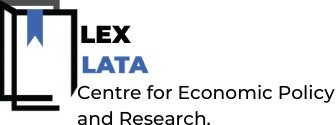 LEX
LATA
Centre for Economic Policy
and Research.